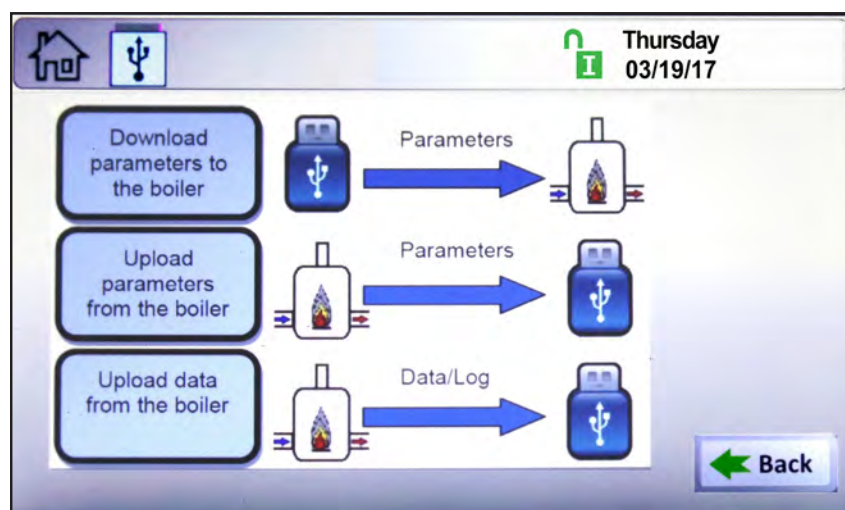 Thursday
03/19/17
Download
parameters to
the boiler
Parameters
Upload
parameters
from the boiler
Parameters
Upload data
from the boiler
Data/Log
Back